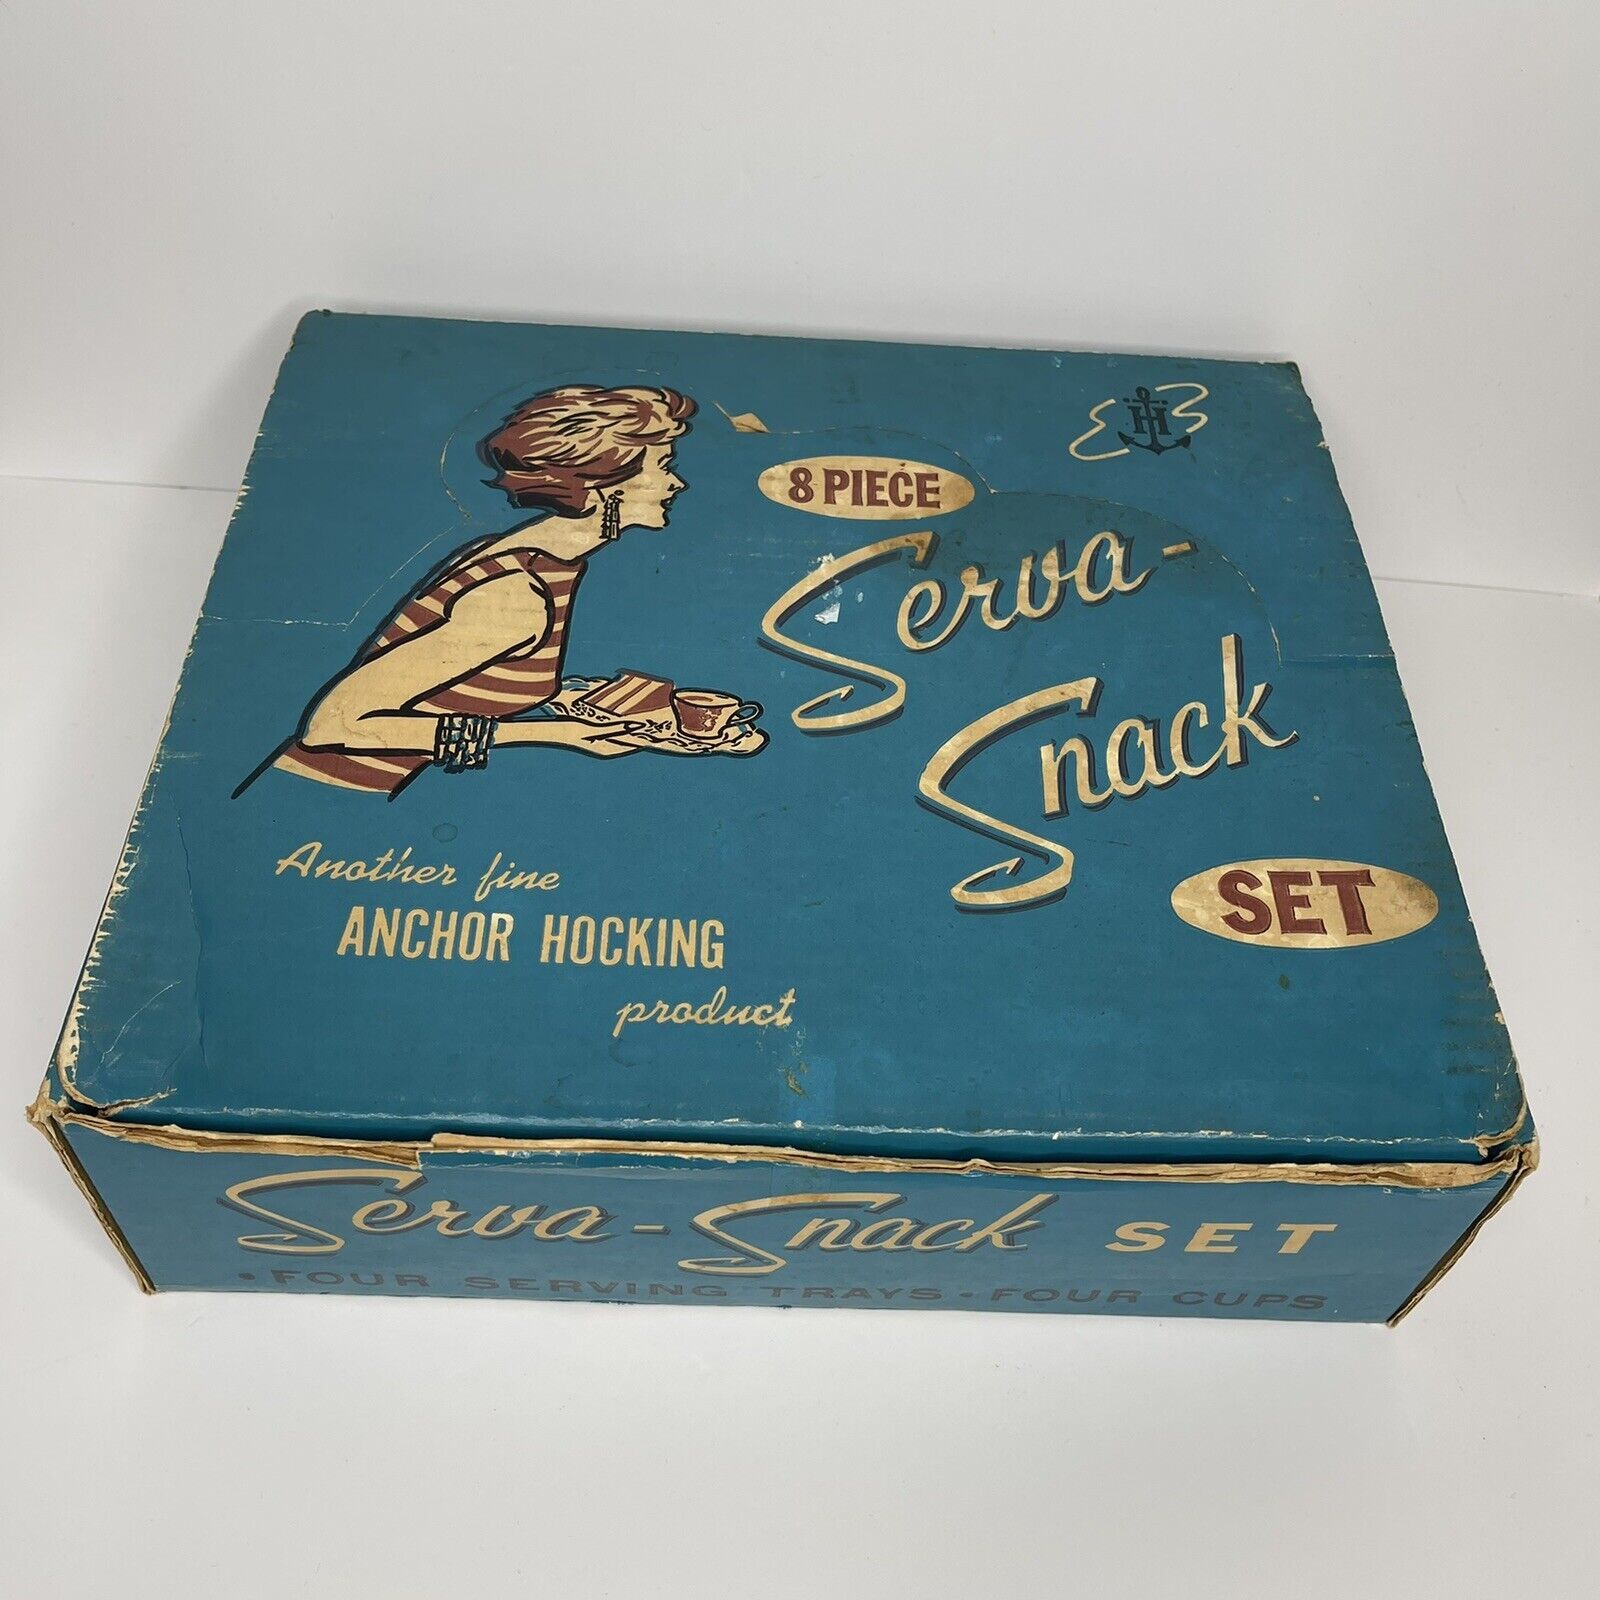 H
8 PIECE
Serva-
Snack
SET
Another fine
ANCHOR HOCKING
product
Serva-Snack SET
• FOUR SERVING TRAYS • FOUR CUPS